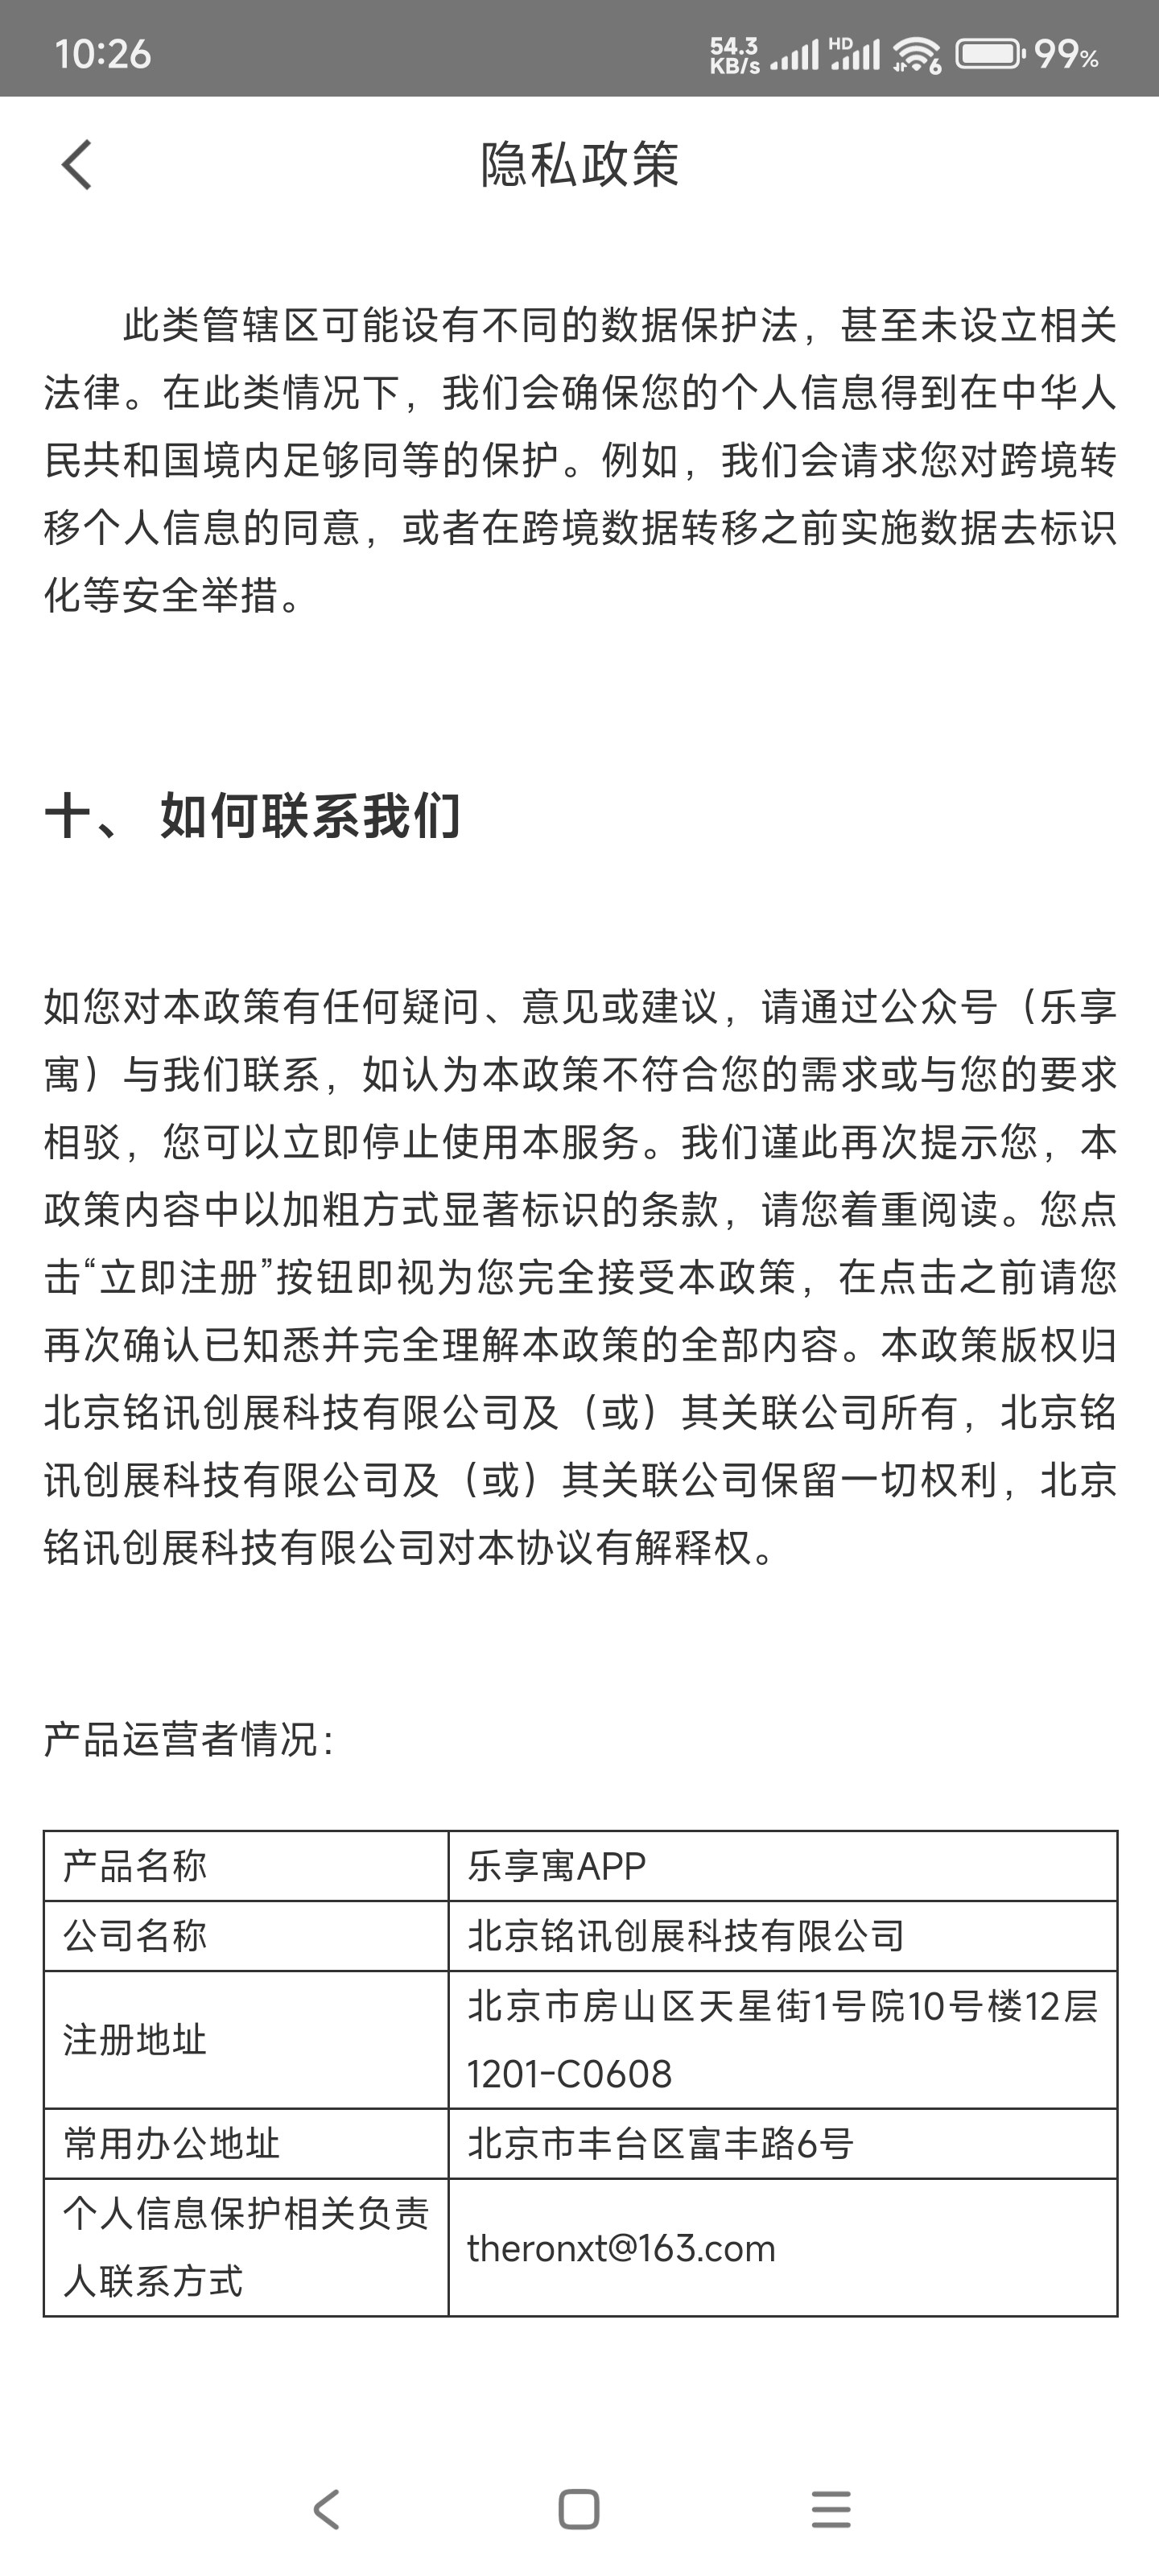 10:26
54.3 KB/s HD 6 99%
隐私政策
此类管辖区可能设有不同的数据保护法，甚至未设立相关
法律。在此类情况下，我们会确保您的个人信息得到在中华人
民共和国境内足够同等的保护。例如，我们会请求您对跨境转
移个人信息的同意，或者在跨境数据转移之前实施数据去标识
化等安全举措。
十、 如何联系我们
如您对本政策有任何疑问、意见或建议，请通过公众号（乐享
寓）与我们联系，如认为本政策不符合您的需求或与您的要求
相驳，您可以立即停止使用本服务。我们谨此再次提示您，本
政策内容中以加粗方式显著标识的条款，请您着重阅读。您点
击“立即注册”按钮即视为您完全接受本政策，在点击之前请您
再次确认已知悉并完全理解本政策的全部内容。本政策版权归
北京铭讯创展科技有限公司及（或）其关联公司所有，北京铭
讯创展科技有限公司及（或）其关联公司保留一切权利，北京
铭讯创展科技有限公司对本协议有解释权。
产品运营者情况：
产品名称 乐享寓APP
公司名称 北京铭讯创展科技有限公司
注册地址 北京市房山区天星街1号院10号楼12层
1201-C0608
常用办公地址 北京市丰台区富丰路6号
个人信息保护相关负责
人联系方式 theronxt@163.com